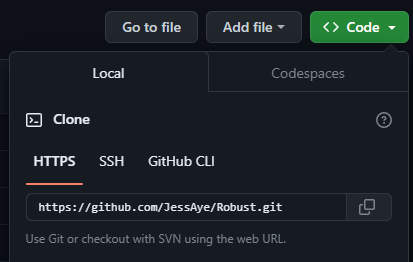 Go to file Add file <> Code
Local Codespaces
Clone
HTTPS SSH GitHub CLI
https://github.com/JessAye/Robust.git
Use Git or checkout with SVN using the web URL.